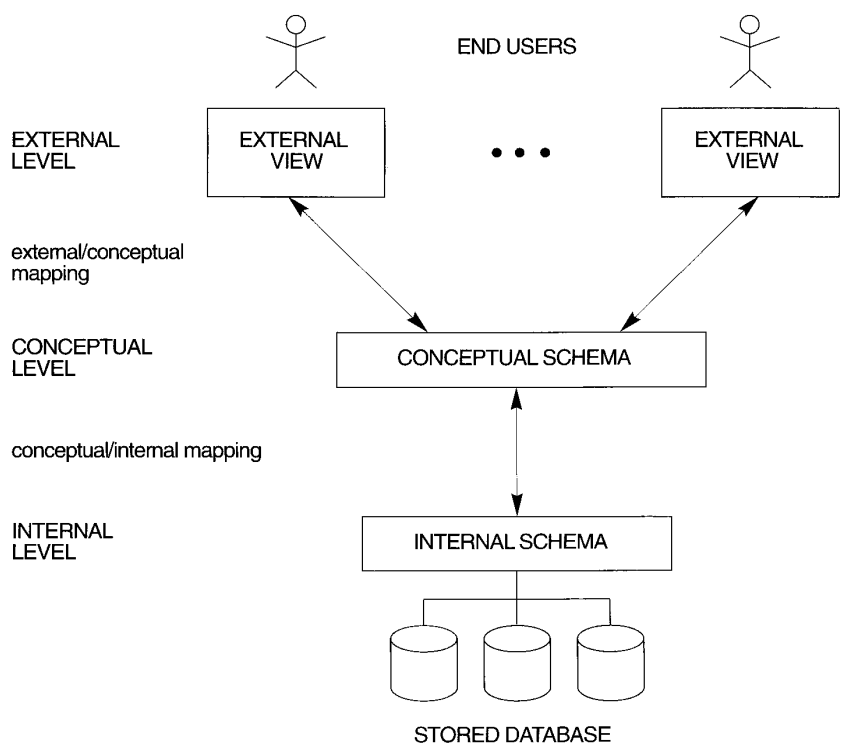 END USERS
EXTERNAL
LEVEL
EXTERNAL
VIEW
EXTERNAL
VIEW
external/conceptual
mapping
CONCEPTUAL
LEVEL
CONCEPTUAL SCHEMA
conceptual/internal mapping
INTERNAL
LEVEL
INTERNAL SCHEMA
STORED DATABASE